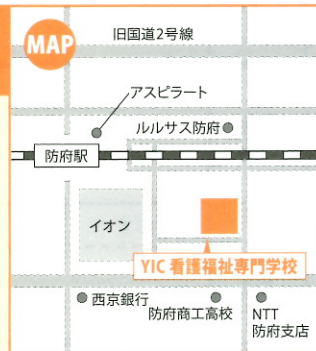 MAP
旧国道2号線
アスピラート
ルルサス防府
防府駅
イオン
YIC 看護福祉専門学校
西京銀行
防府商工高校
NTT
防府支店